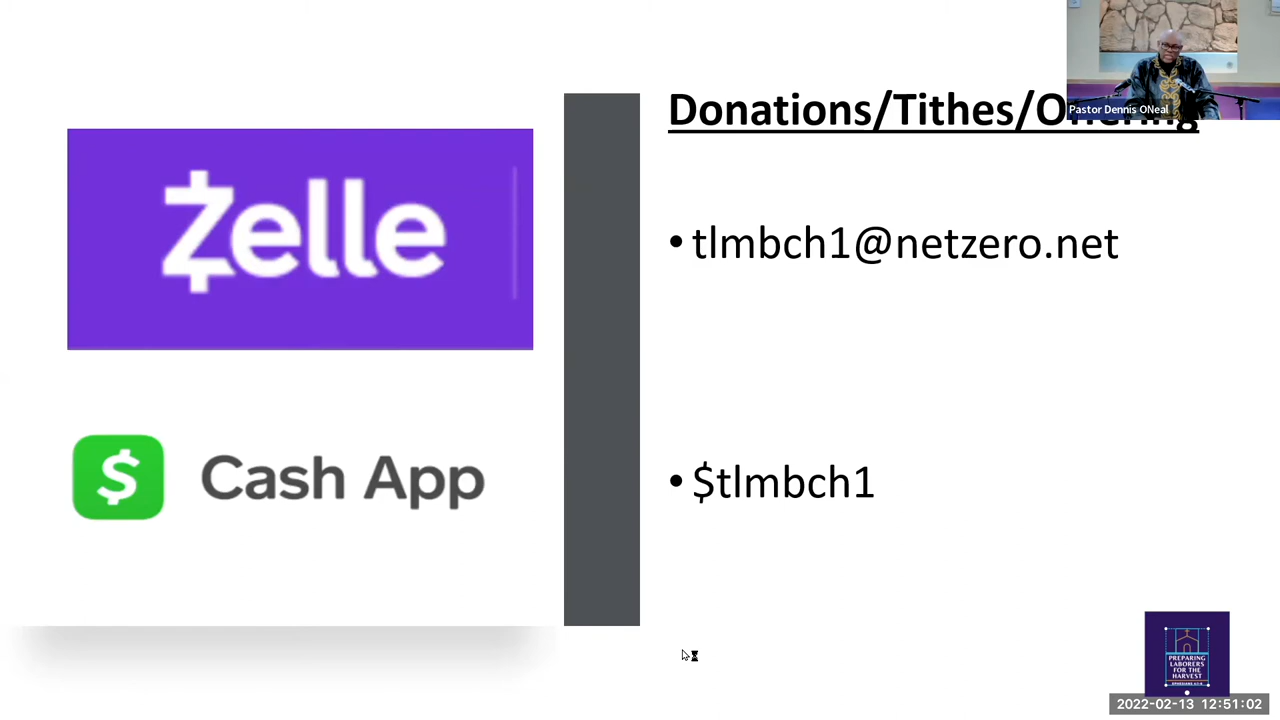 Donations/Tithes/Offering
Pastor Dennis ONeal
Zelle
• tlmbch1@netzero.net
$ Cash App
• $tlmbch1
PREPARING
LABORERS
FOR THE
HARVEST
2022-02-13 12:51:02